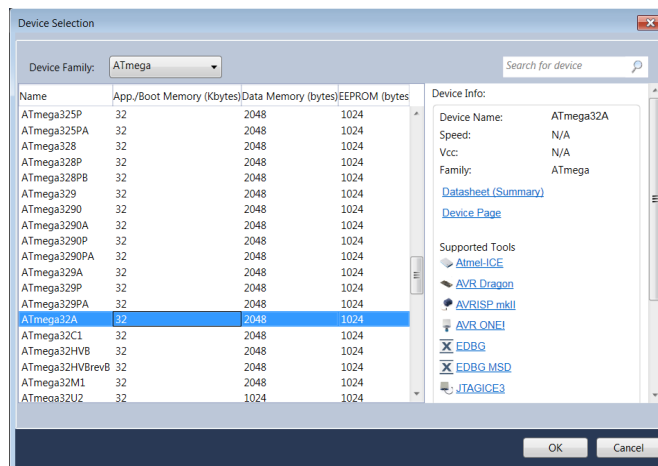 Device Selection
Device Family: ATmega Search for device
Name App./Boot Memory (Kbytes) Data Memory (bytes) EEPROM (bytes
ATmega325P 32 2048 1024
ATmega325PA 32 2048 1024
ATmega328 32 2048 1024
ATmega328P 32 2048 1024
ATmega328PB 32 2048 1024
ATmega329 32 2048 1024
ATmega3290 32 2048 1024
ATmega3290A 32 2048 1024
ATmega3290P 32 2048 1024
ATmega3290PA 32 2048 1024
ATmega329A 32 2048 1024
ATmega329P 32 2048 1024
ATmega329PA 32 2048 1024
ATmega32A 32 2048 1024
ATmega32C1 32 2048 1024
ATmega32HVB 32 2048 1024
ATmega32HVBrevB 32 2048 1024
ATmega32M1 32 2048 1024
ATmega32U2 32 1024 1024
Device Info:
Device Name: ATmega32A
Speed: N/A
Vcc: N/A
Family: ATmega
Datasheet (Summary)
Device Page
Supported Tools
Atmel-ICE
AVR Dragon
AVRISP mkII
AVR ONE!
EDBG
EDBG MSD
JTAGICE3
OK Cancel